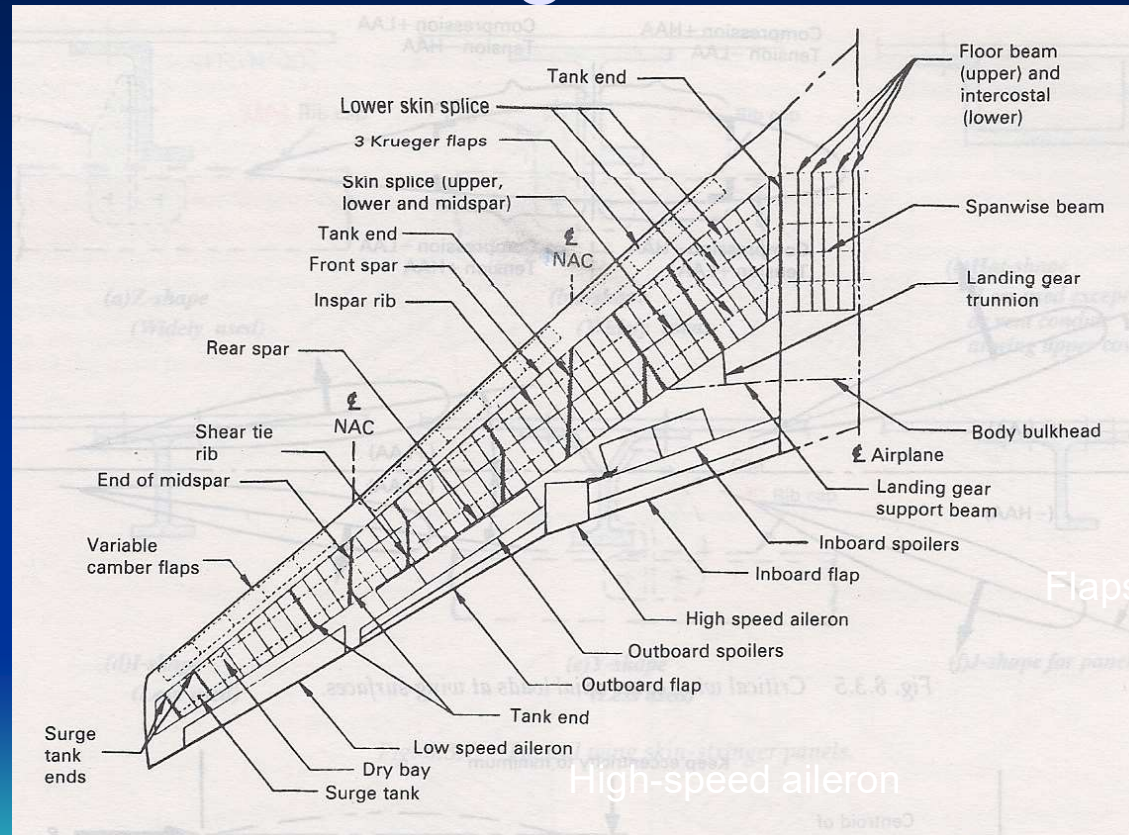 Tank end
Lower skin splice
3 Krueger flaps
Skin splice (upper,
lower and midspar)
Tank end
Front spar
Inspar rib
Rear spar
℄
NAC
℄
NAC
Shear tie
rib
End of midspar
Variable
camber flaps
Surge
tank
ends
Floor beam
(upper) and
intercostal
(lower)
Spanwise beam
Landing gear
trunnion
Body bulkhead
℄ Airplane
Landing gear
support beam
Inboard spoilers
Inboard flap
High speed aileron
Outboard spoilers
Outboard flap
Tank end
Low speed aileron
Dry bay
Surge tank
Flaps
High-speed aileron